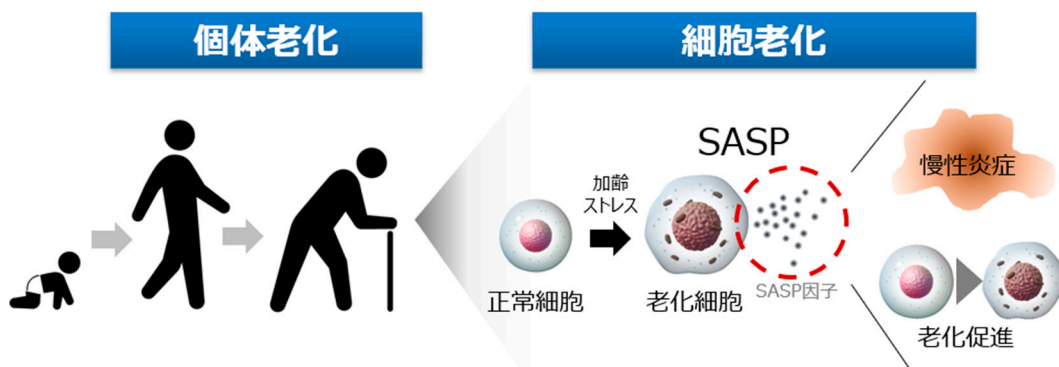 個体老化
細胞老化
SASP
加齢
ストレス
正常細胞
老化細胞
SASP因子
慢性炎症
老化促進